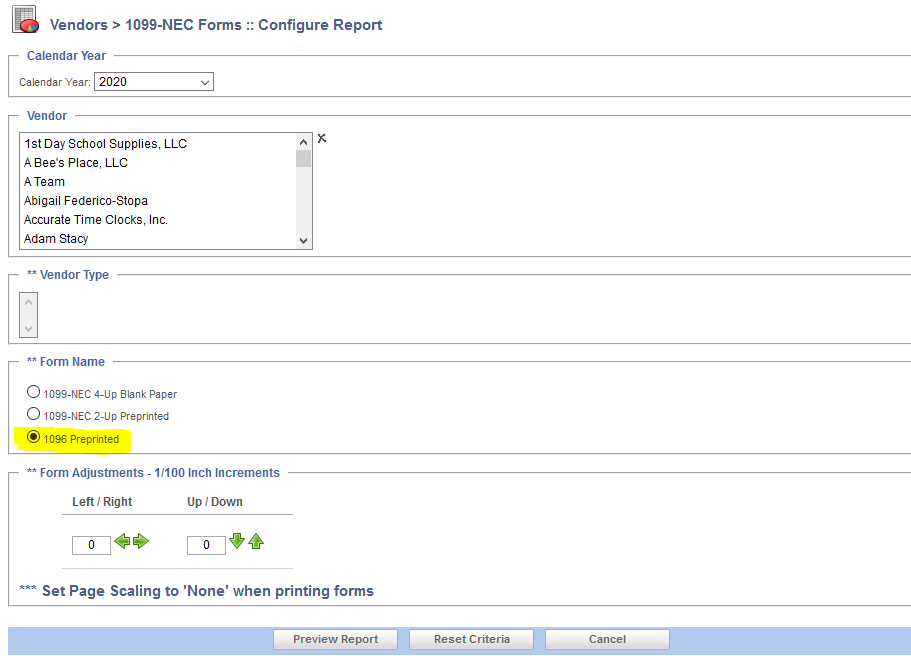 Vendors > 1099-NEC Forms :: Configure Report
Calendar Year
Calendar Year: 2020
Vendor
1st Day School Supplies, LLC
A Bee's Place, LLC
A Team
Abigail Federico-Stopa
Accurate Time Clocks, Inc.
Adam Stacy
** Vendor Type
** Form Name
1099-NEC 4-Up Blank Paper
1099-NEC 2-Up Preprinted
1096 Preprinted
** Form Adjustments - 1/100 Inch Increments
Left / Right Up / Down
0 0
*** Set Page Scaling to 'None' when printing forms
Preview Report Reset Criteria Cancel